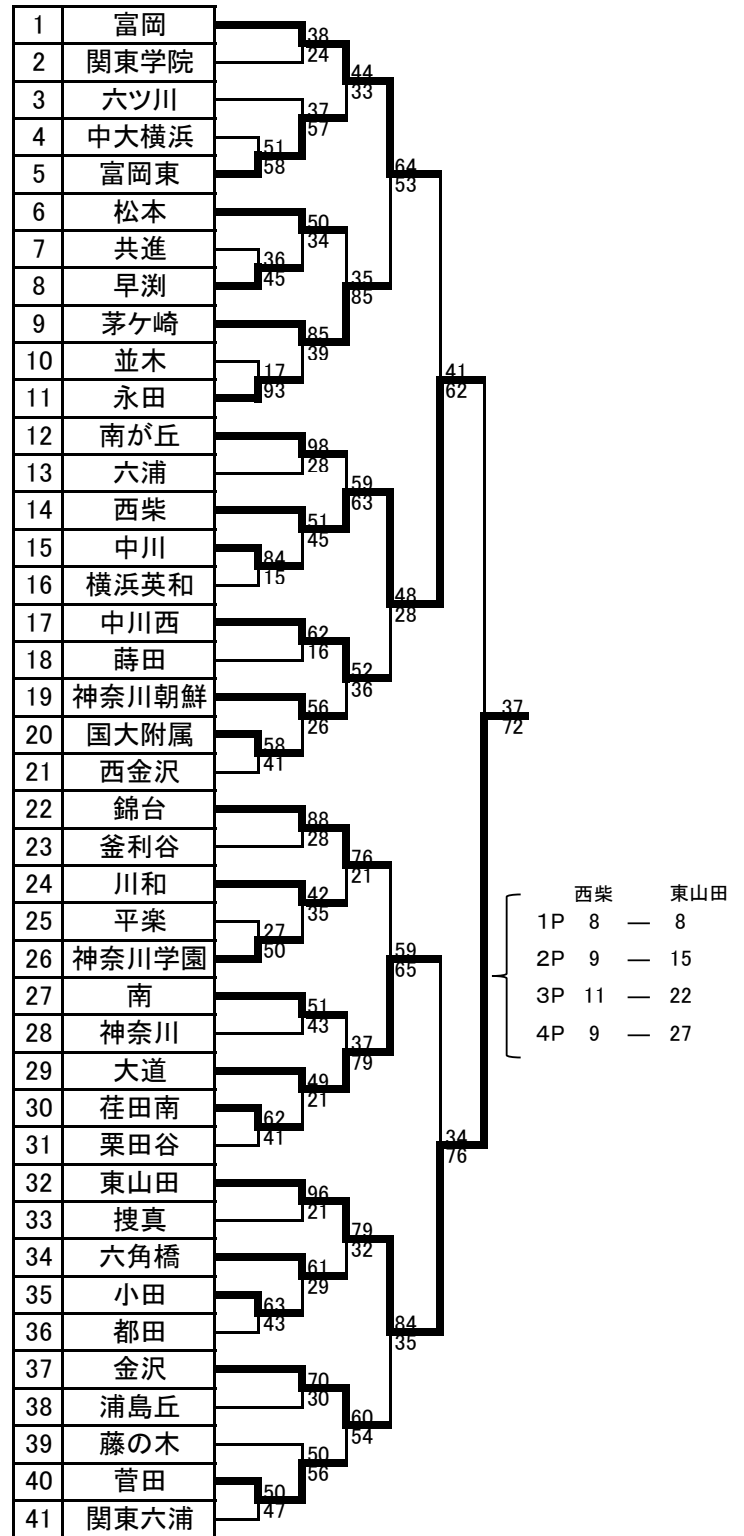 1 富岡
38
2 関東学院
24
44
33
3 六ツ川
37
57
4 中大横浜
51
5 富岡東
58
64
53
6 松本
50
34
7 共進
36
8 早渕
45
35
85
9 茅ケ崎
85
39
10 並木
17
11 永田
93
41
62
12 南が丘
98
13 六浦
28
59
63
14 西柴
51
45
15 中川
84
16 横浜英和
15
48
28
17 中川西
62
18 蒔田
16
52
36
19 神奈川朝鮮
56
26
20 国大附属
58
21 西金沢
41
37
72
22 錦台
88
23 釜利谷
28
76
21
24 川和
42
35
西柴 東山田
25 平楽
27
1P 8 — 8
26 神奈川学園
50
59
65
2P 9 — 15
27 南
51
3P 11 — 22
28 神奈川
43
4P 9 — 27
37
79
29 大道
49
21
30 荏田南
62
31 栗田谷
41
34
76
32 東山田
96
33 捜真
21
79
32
34 六角橋
61
29
35 小田
63
36 都田
43
84
35
37 金沢
70
38 浦島丘
30
60
54
39 藤の木
50
56
40 菅田
50
41 関東六浦
47